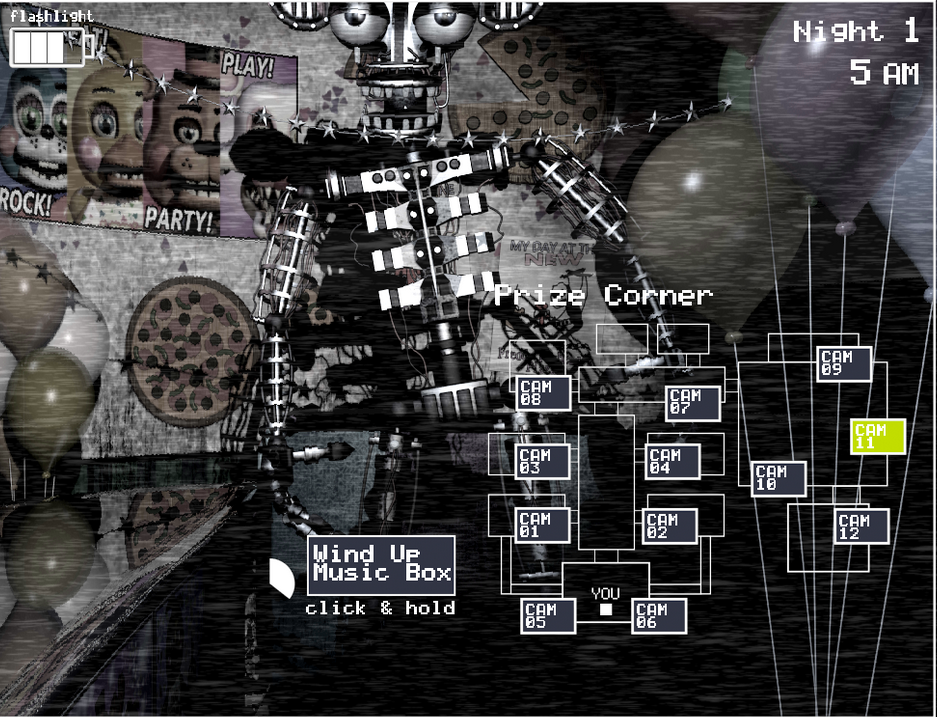 flashlight
Night 1
5 AM
PLAY!
ROCK!
PARTY!
MY DAY AT TH
NEW
Prize Corner
CAM
09
CAM
08
CAM
07
CAM
11
CAM
03
CAM
04
CAM
10
CAM
01
CAM
02
CAM
12
Wind Up
Music Box
click & hold
YOU
CAM
05
CAM
06